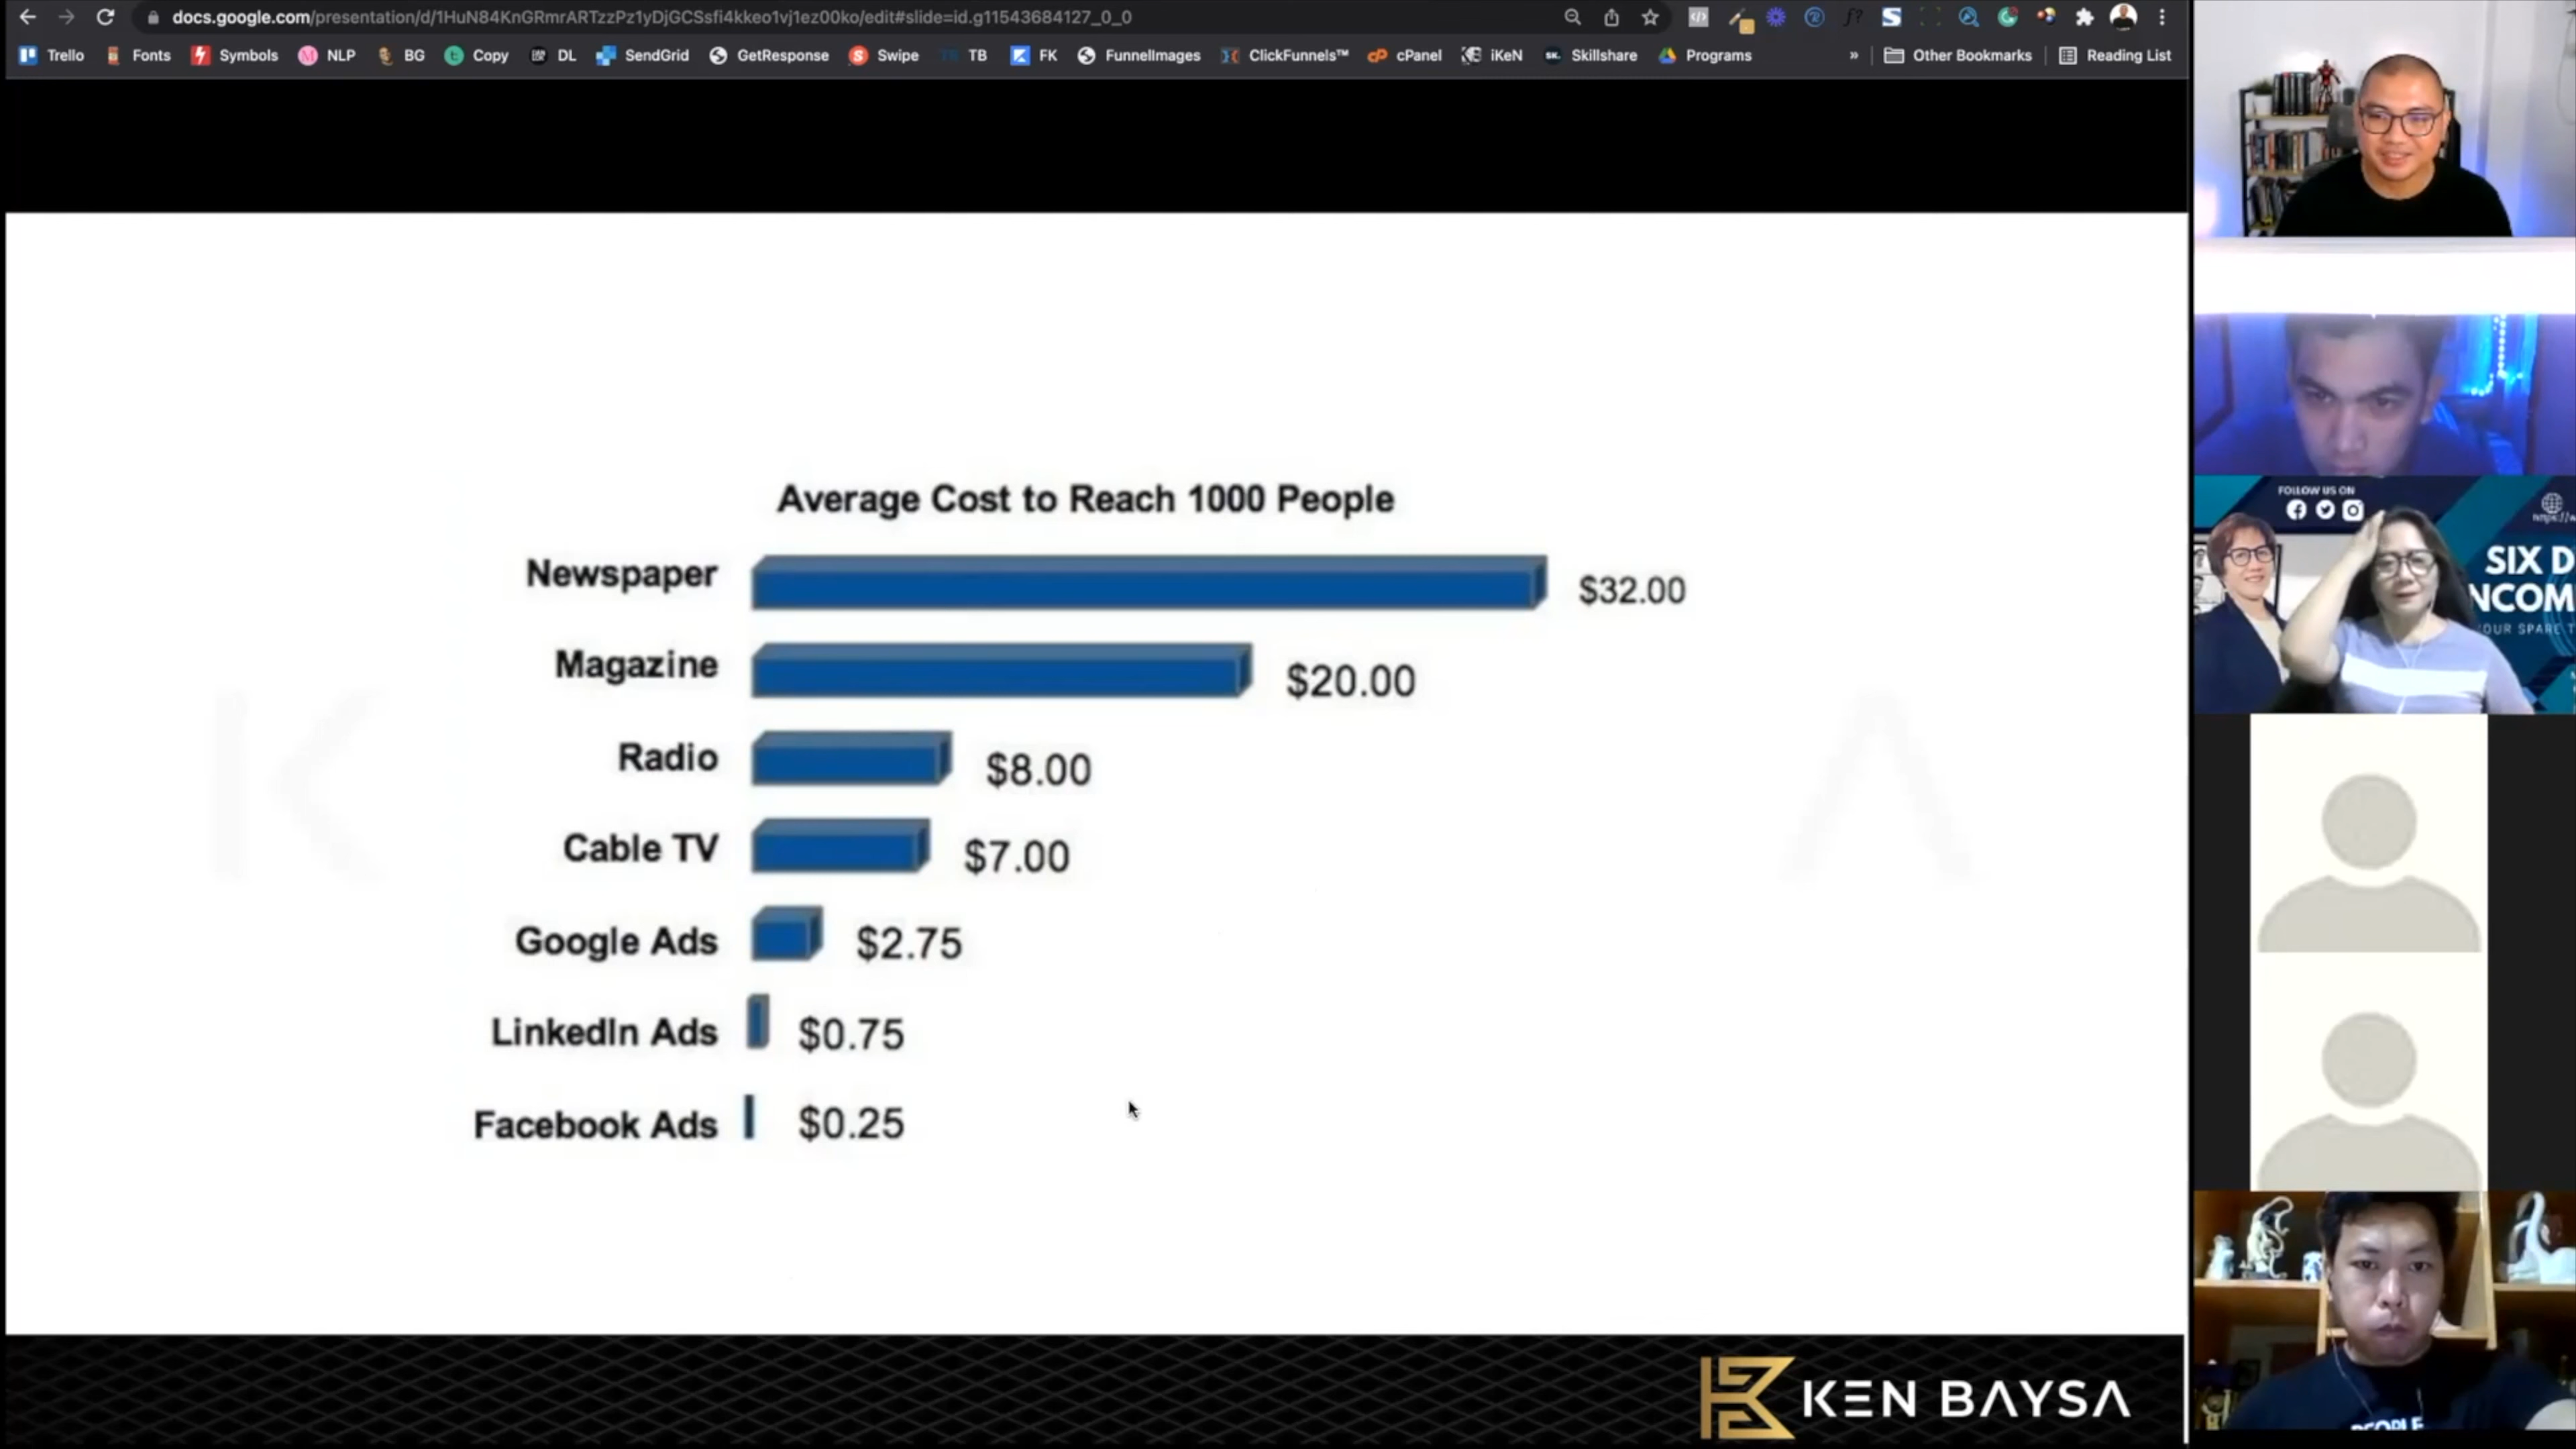 docs.google.com/presentation/d/1HuN84KnGRmrARTzzPz1yDjGCSsfi4kkeo1vj1ez00ko/edit#slide=id.g11543684127_0_0
Trello Fonts Symbols NLP BG Copy DL SendGrid GetResponse Swipe TB FK FunnelImages ClickFunnels™ cPanel iKeN Skillshare Programs » Other Bookmarks Reading List
Average Cost to Reach 1000 People
Newspaper $32.00
Magazine $20.00
Radio $8.00
Cable TV $7.00
Google Ads $2.75
LinkedIn Ads $0.75
Facebook Ads $0.25
K A
KEN BAYSA
FOLLOW US ON
SIX D
NCOM
OUR SPARE T
PEOPLE